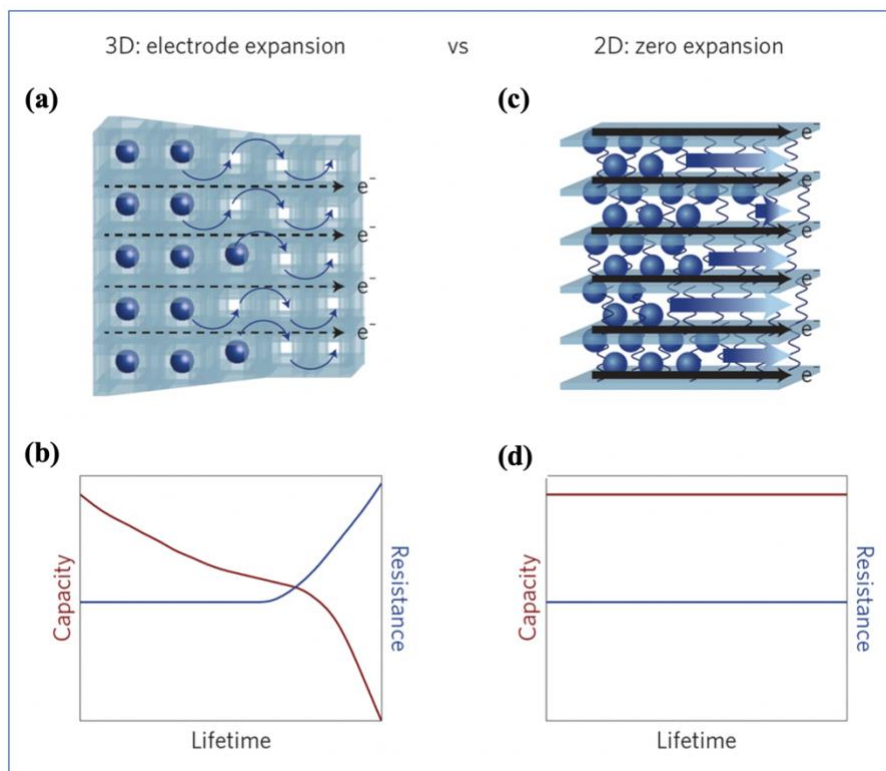 3D: electrode expansion vs 2D: zero expansion
(a)
e⁻
e⁻
e⁻
e⁻
(c)
e⁻
e⁻
e⁻
e⁻
e⁻
e⁻
(b)
Capacity
Resistance
Lifetime
(d)
Capacity
Resistance
Lifetime